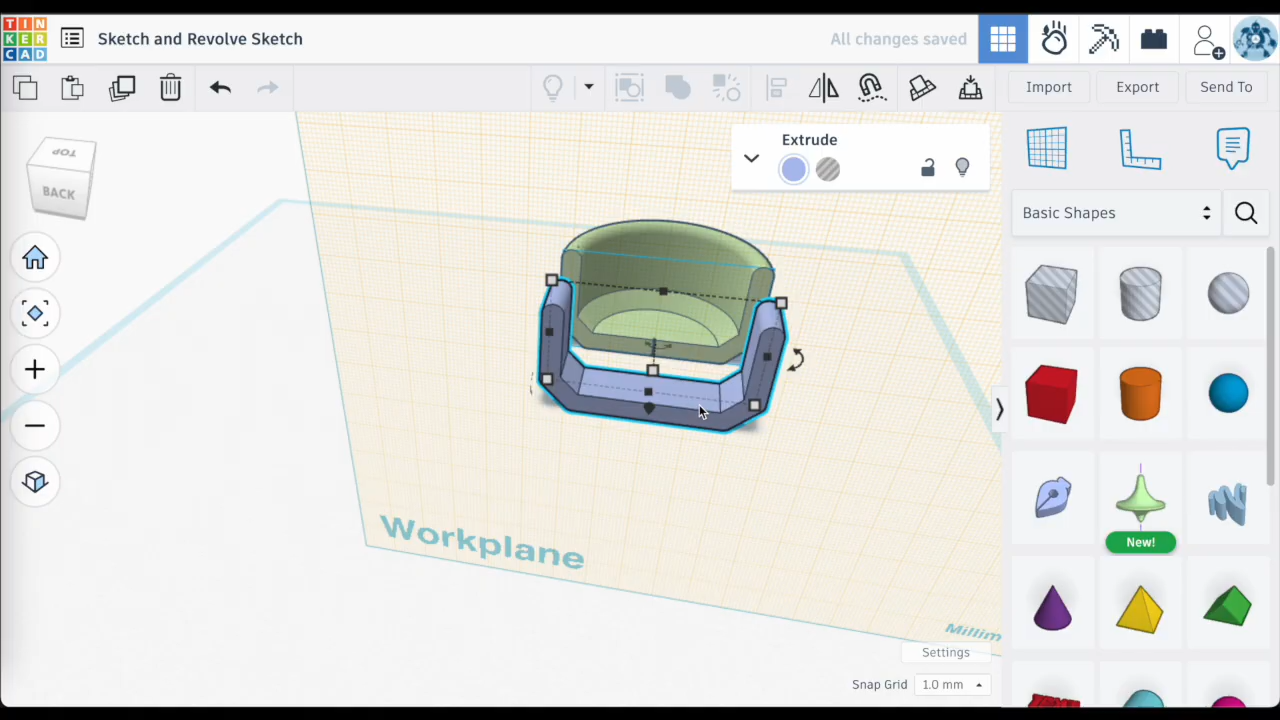 TIN
KER
CAD
Sketch and Revolve Sketch
All changes saved
Import
Export
Send To
TOP
BACK
Extrude
Basic Shapes
New!
Workplane
Millim
Settings
Snap Grid
1.0 mm